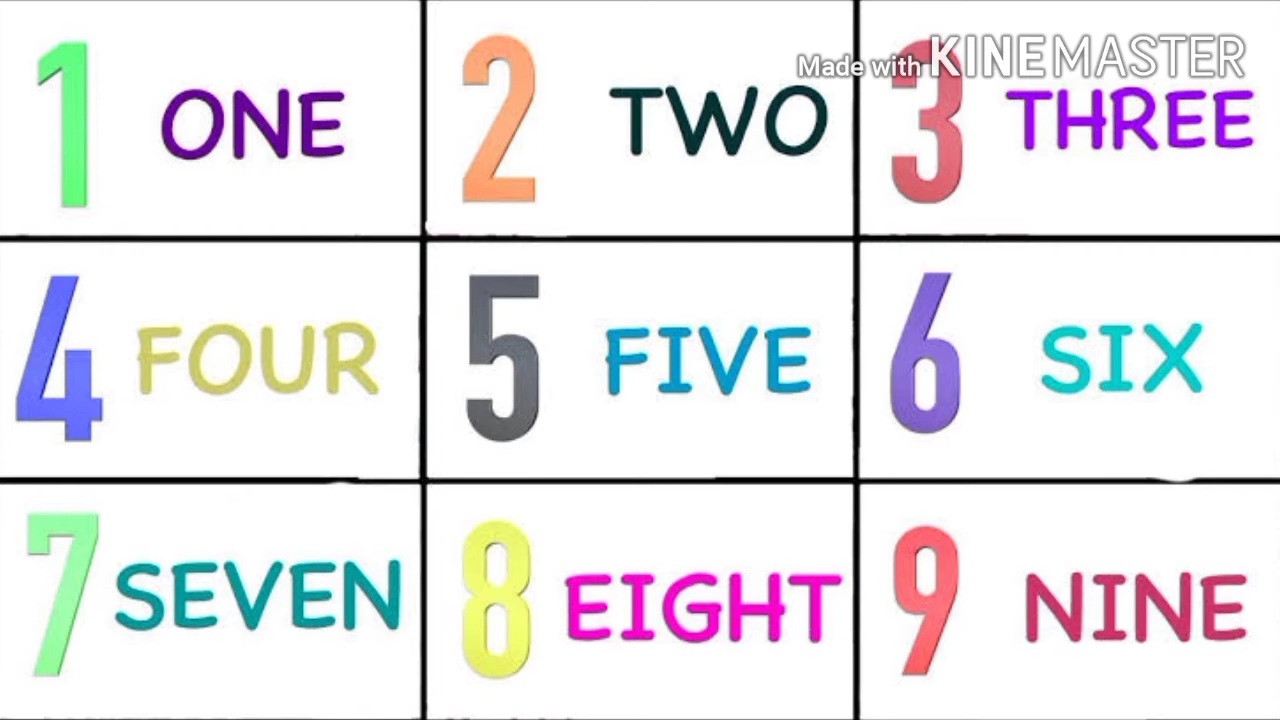 Made with KINEMASTER
1 ONE
2 TWO
3 THREE
4 FOUR
5 FIVE
6 SIX
7 SEVEN
8 EIGHT
9 NINE